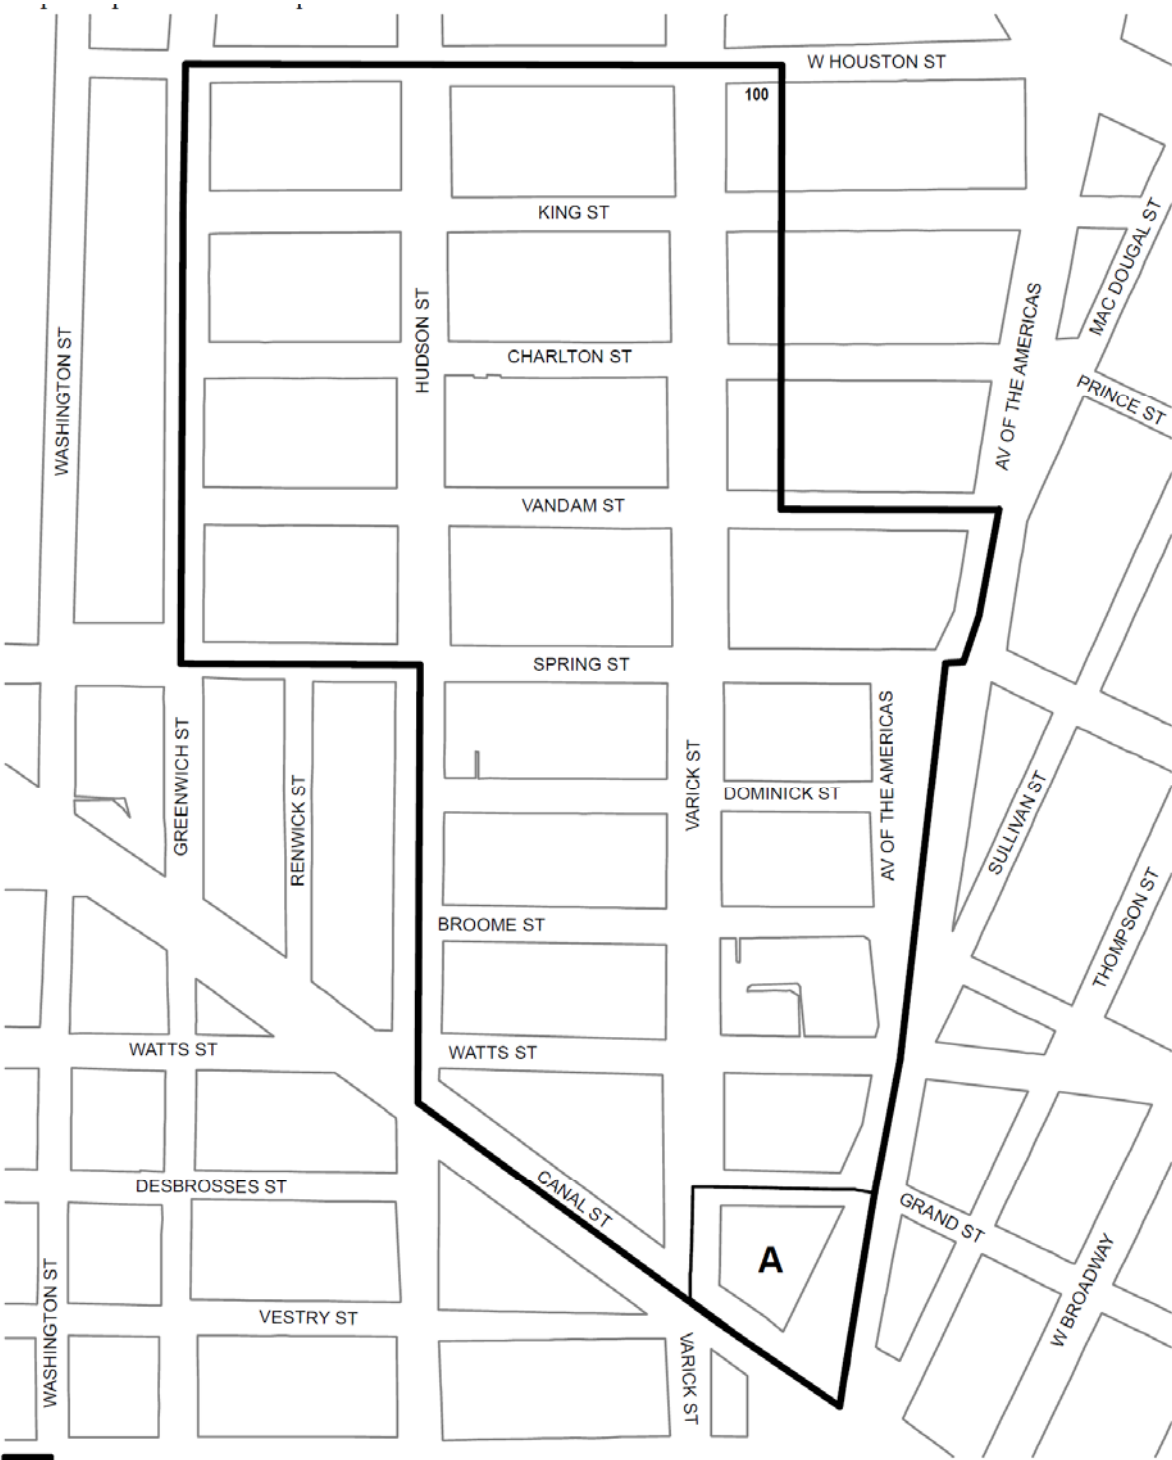 W HOUSTON ST
100
KING ST
MAC DOUGAL ST
HUDSON ST
AV OF THE AMERICAS
WASHINGTON ST
CHARLTON ST
PRINCE ST
VANDAM ST
SPRING ST
GREENWICH ST
RENWICK ST
VARICK ST
DOMINICK ST
AV OF THE AMERICAS
SULLIVAN ST
THOMPSON ST
BROOME ST
WATTS ST
WATTS ST
DESBROSSES ST
CANAL ST
GRAND ST
A
W BROADWAY
WASHINGTON ST
VESTRY ST
VARICK ST